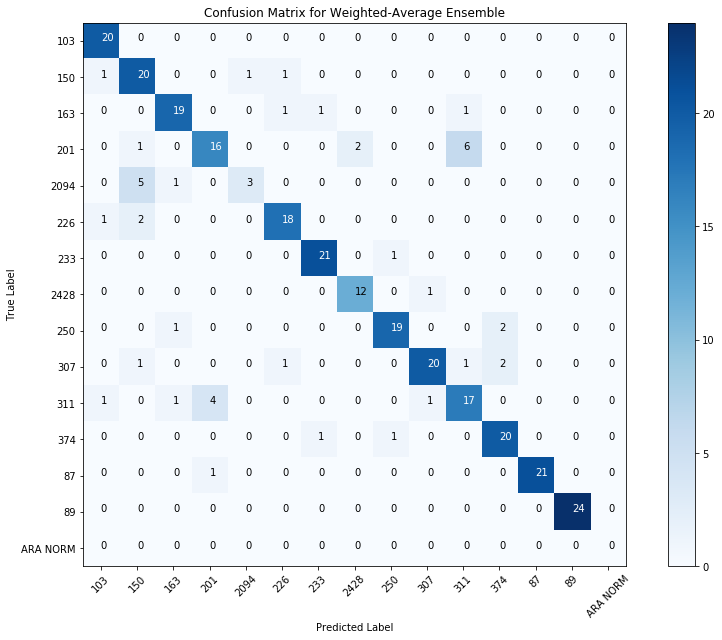 Confusion Matrix for Weighted-Average Ensemble
103 20 0 0 0 0 0 0 0 0 0 0 0 0 0 0
150 1 20 0 0 1 1 0 0 0 0 0 0 0 0 0
163 0 0 19 0 0 1 1 0 0 0 1 0 0 0 0
201 0 1 0 16 0 0 0 2 0 0 6 0 0 0 0
2094 0 5 1 0 3 0 0 0 0 0 0 0 0 0 0
226 1 2 0 0 0 18 0 0 0 0 0 0 0 0 0
233 0 0 0 0 0 0 21 0 1 0 0 0 0 0 0
2428 0 0 0 0 0 0 0 12 0 1 0 0 0 0 0
250 0 0 1 0 0 0 0 0 19 0 0 2 0 0 0
307 0 1 0 0 0 1 0 0 0 20 1 2 0 0 0
311 1 0 1 4 0 0 0 0 0 1 17 0 0 0 0
374 0 0 0 0 0 0 1 0 1 0 0 20 0 0 0
87 0 0 0 1 0 0 0 0 0 0 0 0 21 0 0
89 0 0 0 0 0 0 0 0 0 0 0 0 0 24 0
ARA NORM 0 0 0 0 0 0 0 0 0 0 0 0 0 0 0
103 150 163 201 2094 226 233 2428 250 307 311 374 87 89 ARA NORM
Predicted Label
True Label
20
15
10
5
0